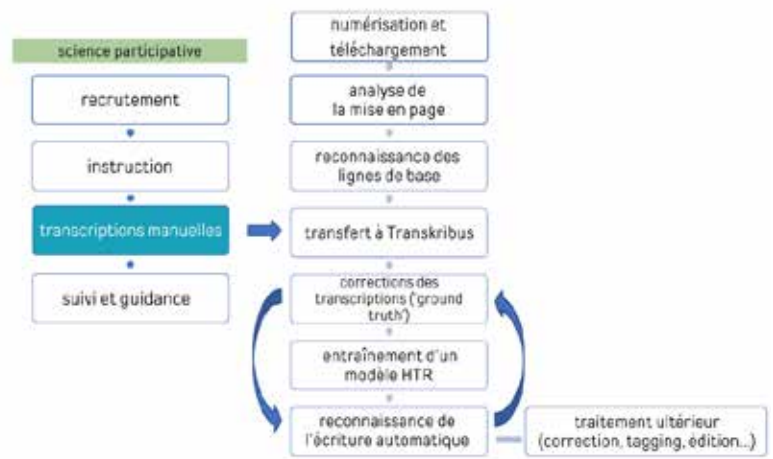 science participative
recrutement
instruction
transcriptions manuelles
suivi et guidance
numérisation et
téléchargement
analyse de
la mise en page
reconnaissance des
lignes de base
transfert à Transkribus
corrections des
transcriptions ('ground
truth')
entraînement d'un
modèle HTR
reconnaissance de
l'écriture automatique
traitement ultérieur
(correction, tagging, édition...)